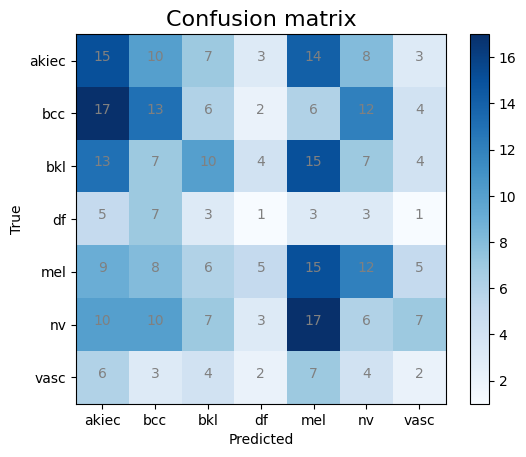 Confusion matrix
akiec 15 10 7 3 14 8 3
bcc 17 13 6 2 6 12 4
bkl 13 7 10 4 15 7 4
df 5 7 3 1 3 3 1
mel 9 8 6 5 15 12 5
nv 10 10 7 3 17 6 7
vasc 6 3 4 2 7 4 2
akiec bcc bkl df mel nv vasc
Predicted
True
16
14
12
10
8
6
4
2